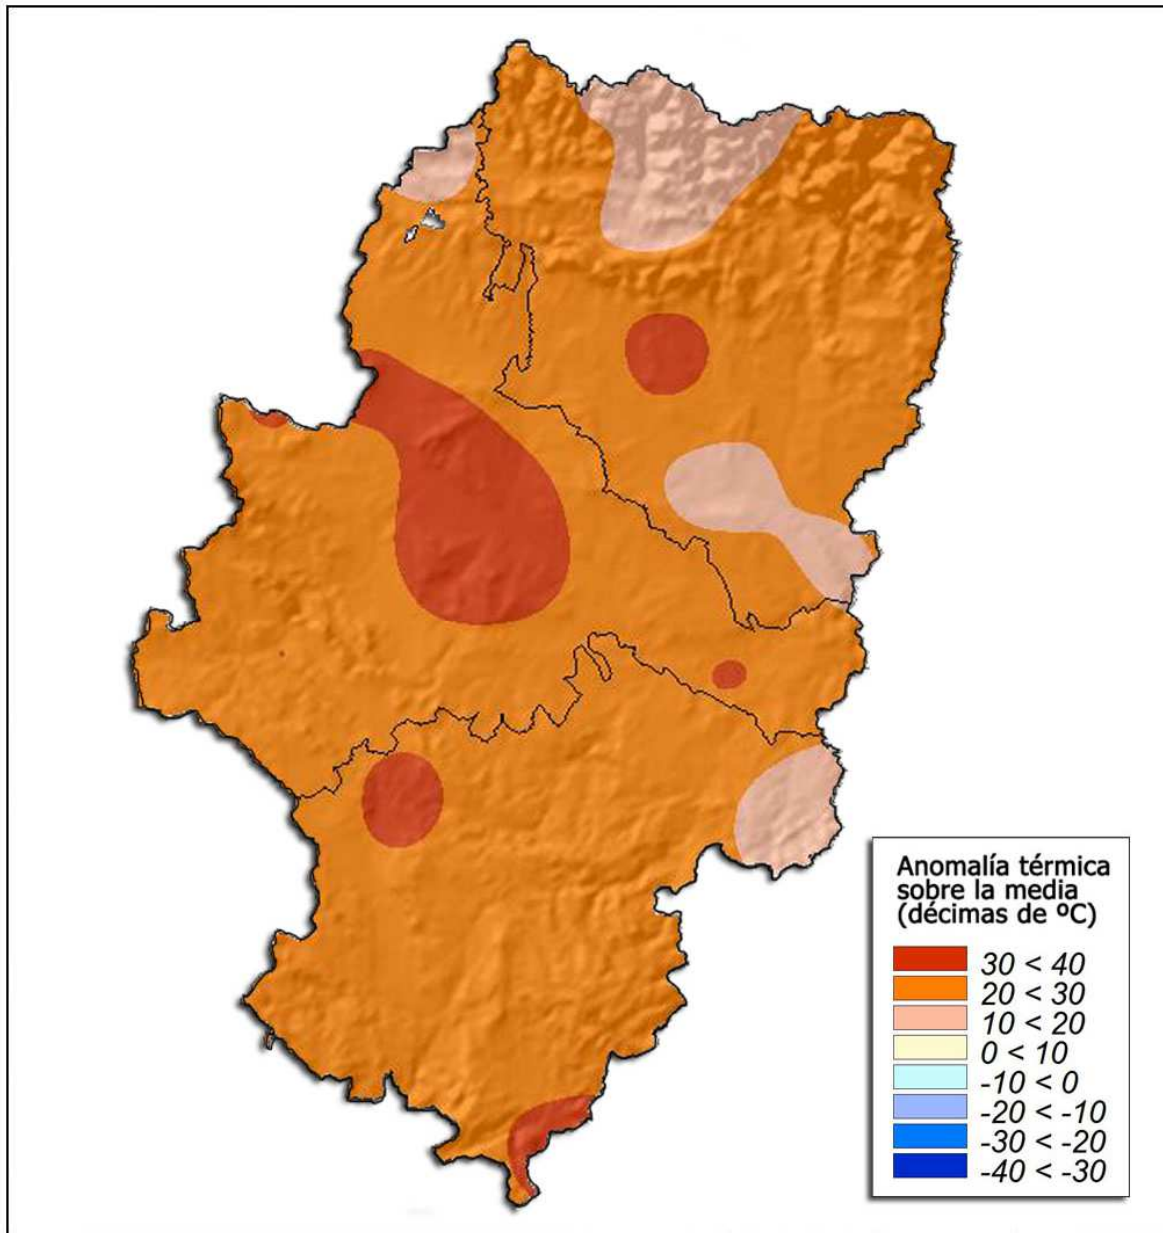 Anomalía térmica
sobre la media
(décimas de ºC)
30 < 40
20 < 30
10 < 20
0 < 10
-10 < 0
-20 < -10
-30 < -20
-40 < -30